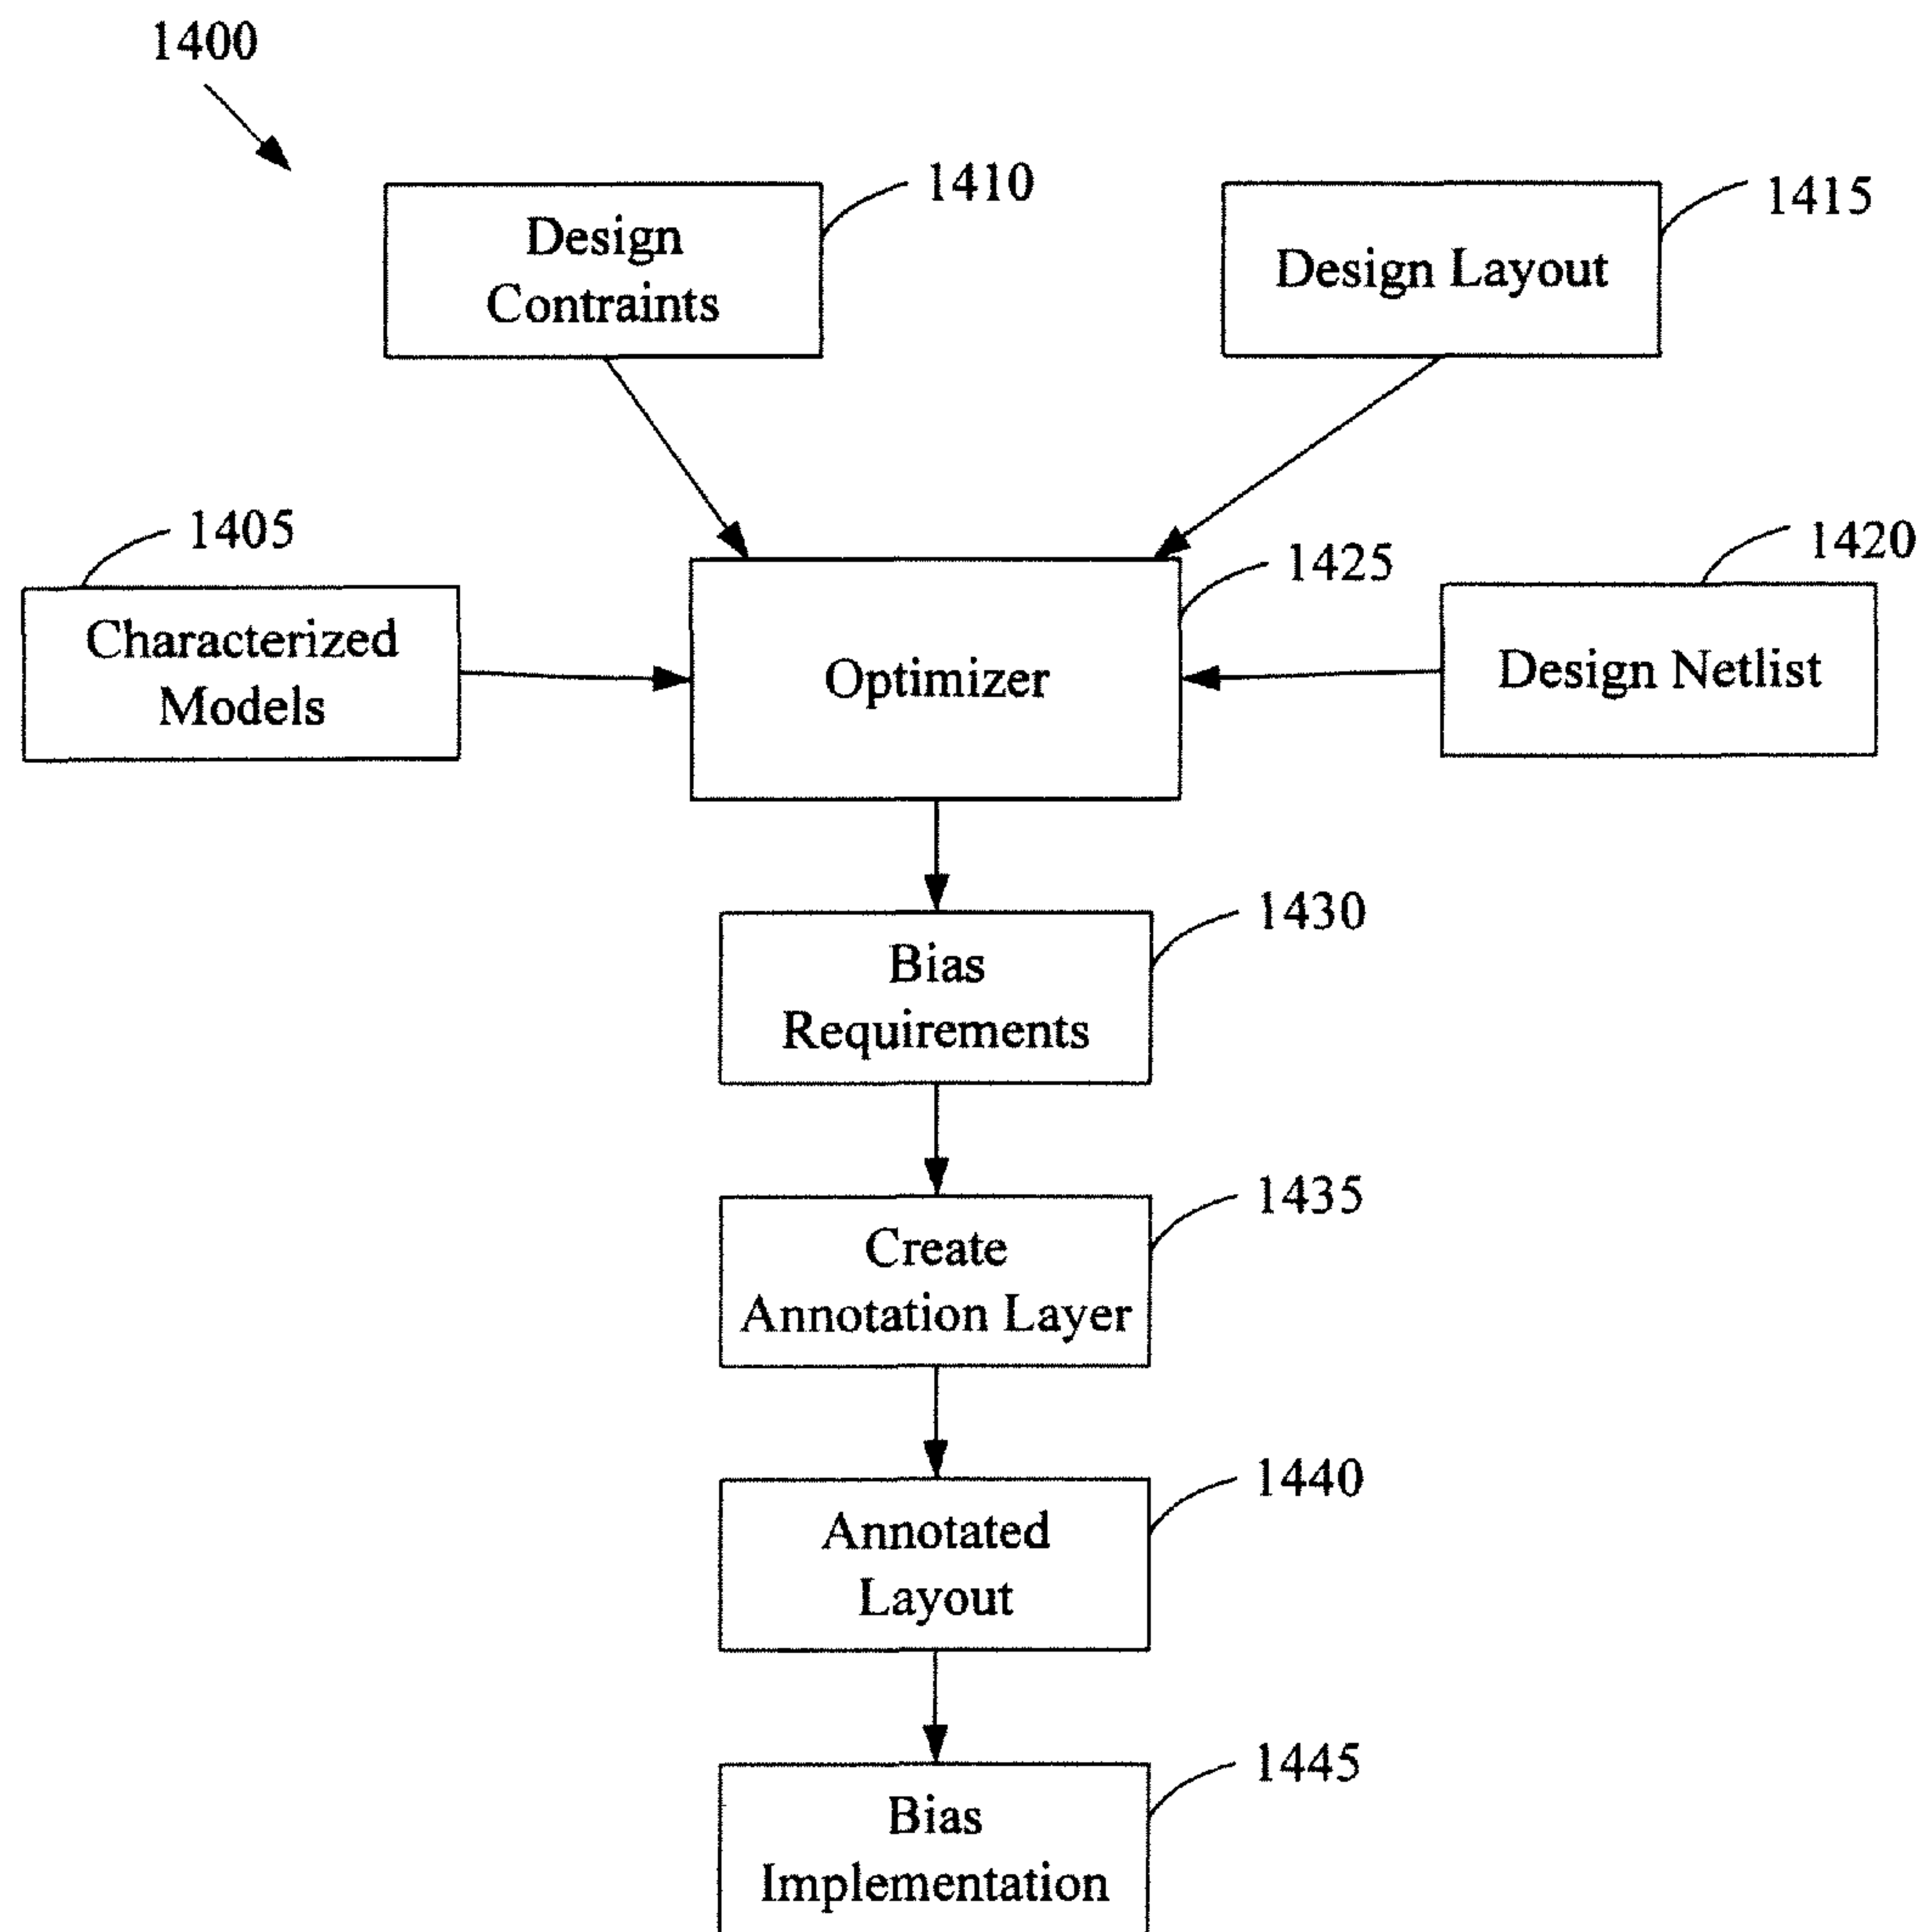 1400
1410
Design
Contraints
1415
Design Layout
1405
Characterized
Models
1425
Optimizer
1420
Design Netlist
1430
Bias
Requirements
1435
Create
Annotation Layer
1440
Annotated
Layout
1445
Bias
Implementation